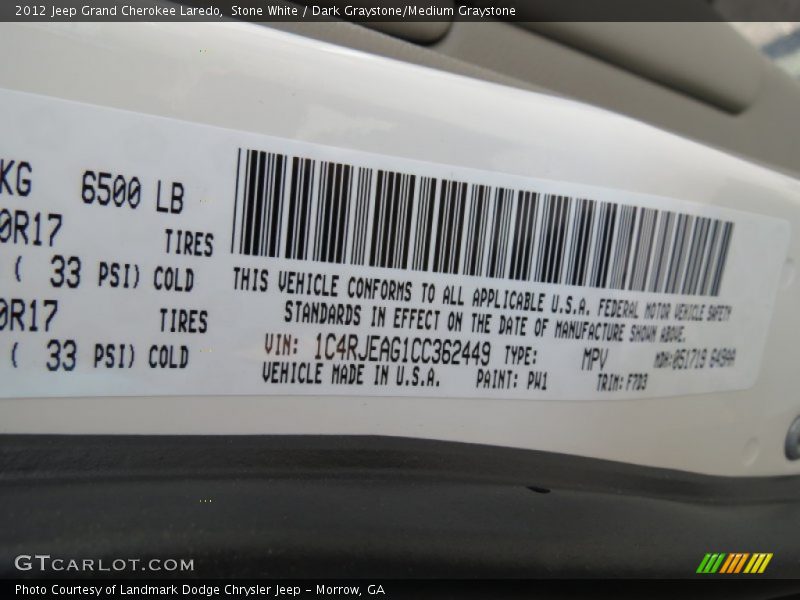 2012 Jeep Grand Cherokee Laredo, Stone White / Dark Graystone/Medium Graystone
KG 6500 LB
0R17 TIRES
( 33 PSI) COLD
0R17 TIRES
( 33 PSI) COLD
THIS VEHICLE CONFORMS TO ALL APPLICABLE U.S.A. FEDERAL MOTOR VEHICLE SAFETY
STANDARDS IN EFFECT ON THE DATE OF MANUFACTURE SHOWN ABOVE.
VIN: 1C4RJEAG1CC362449 TYPE: MPV MDH:051719
VEHICLE MADE IN U.S.A. PAINT: PW1 TRIM: F7D3
GTCARLOT.COM
Photo Courtesy of Landmark Dodge Chrysler Jeep - Morrow, GA